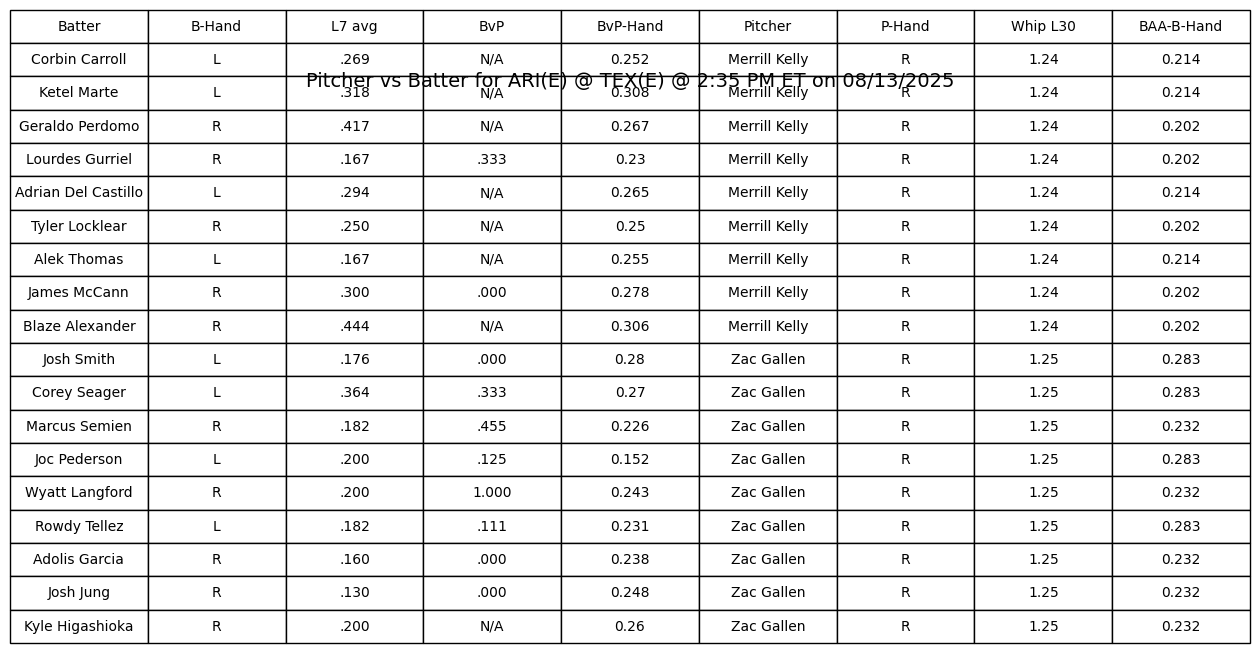 Batter B-Hand L7 avg BvP BvP-Hand Pitcher P-Hand Whip L30 BAA-B-Hand
Corbin Carroll L .269 N/A 0.252 Merrill Kelly R 1.24 0.214
Pitcher vs Batter for ARI(E) @ TEX(E) @ 2:35 PM ET on 08/13/2025
Ketel Marte L .318 N/A 0.308 Merrill Kelly R 1.24 0.214
Geraldo Perdomo R .417 N/A 0.267 Merrill Kelly R 1.24 0.202
Lourdes Gurriel R .167 .333 0.23 Merrill Kelly R 1.24 0.202
Adrian Del Castillo L .294 N/A 0.265 Merrill Kelly R 1.24 0.214
Tyler Locklear R .250 N/A 0.25 Merrill Kelly R 1.24 0.202
Alek Thomas L .167 N/A 0.255 Merrill Kelly R 1.24 0.214
James McCann R .300 .000 0.278 Merrill Kelly R 1.24 0.202
Blaze Alexander R .444 N/A 0.306 Merrill Kelly R 1.24 0.202
Josh Smith L .176 .000 0.28 Zac Gallen R 1.25 0.283
Corey Seager L .364 .333 0.27 Zac Gallen R 1.25 0.283
Marcus Semien R .182 .455 0.226 Zac Gallen R 1.25 0.232
Joc Pederson L .200 .125 0.152 Zac Gallen R 1.25 0.283
Wyatt Langford R .200 1.000 0.243 Zac Gallen R 1.25 0.232
Rowdy Tellez L .182 .111 0.231 Zac Gallen R 1.25 0.283
Adolis Garcia R .160 .000 0.238 Zac Gallen R 1.25 0.232
Josh Jung R .130 .000 0.248 Zac Gallen R 1.25 0.232
Kyle Higashioka R .200 N/A 0.26 Zac Gallen R 1.25 0.232